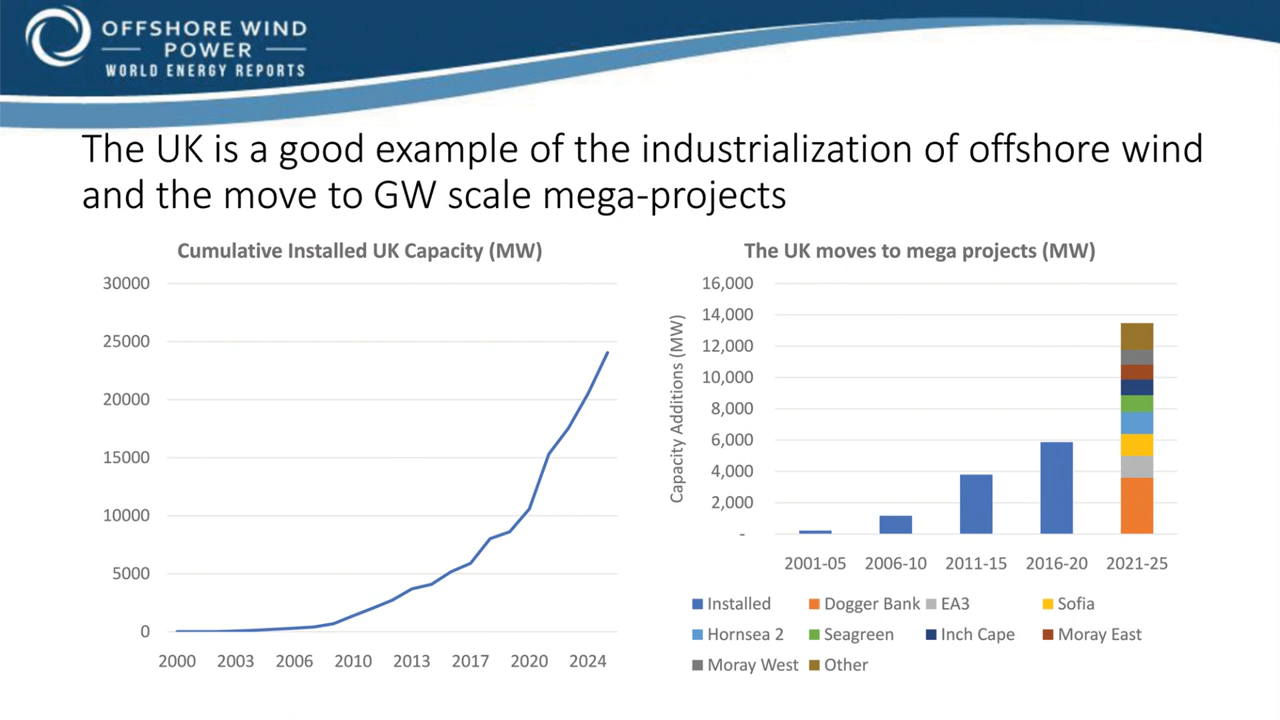 OFFSHORE WIND
POWER
WORLD ENERGY REPORTS
The UK is a good example of the industrialization of offshore wind
and the move to GW scale mega-projects
Cumulative Installed UK Capacity (MW)
30000
25000
20000
15000
10000
5000
0
2000 2003 2006 2010 2013 2017 2020 2024
The UK moves to mega projects (MW)
Capacity Additions (MW)
16,000
14,000
12,000
10,000
8,000
6,000
4,000
2,000
-
2001-05 2006-10 2011-15 2016-20 2021-25
Installed Dogger Bank EA3 Sofia
Hornsea 2 Seagreen Inch Cape Moray East
Moray West Other